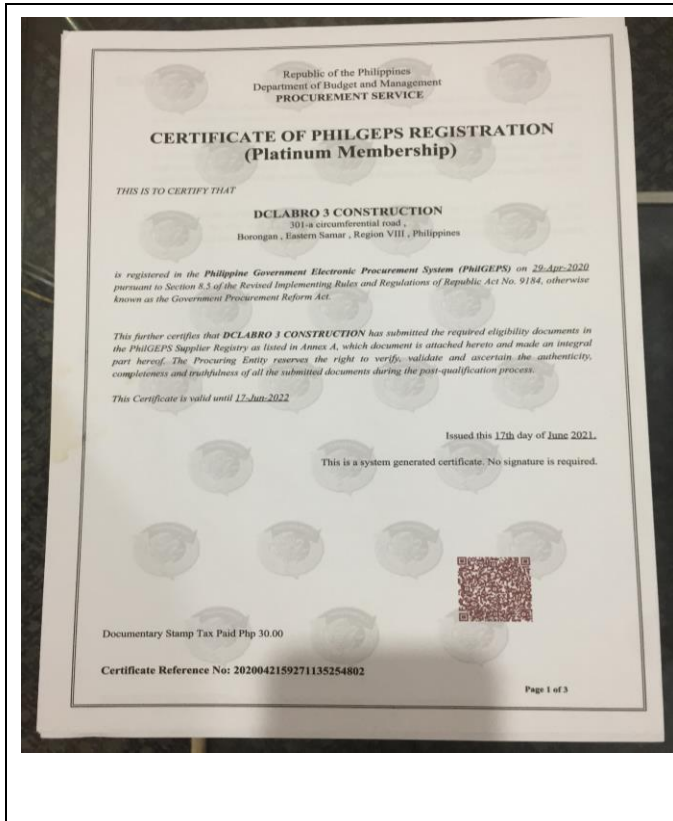 Republic of the Philippines
Department of Budget and Management
PROCUREMENT SERVICE
CERTIFICATE OF PHILGEPS REGISTRATION
(Platinum Membership)
THIS IS TO CERTIFY THAT
DCLABRO 3 CONSTRUCTION
301-a circumferential road ,
Borongan , Eastern Samar , Region VIII , Philippines
is registered in the Philippine Government Electronic Procurement System (PhilGEPS) on 29-Apr-2020
pursuant to Section 8.5 of the Revised Implementing Rules and Regulations of Republic Act No. 9184, otherwise
known as the Government Procurement Reform Act.
This further certifies that DCLABRO 3 CONSTRUCTION has submitted the required eligibility documents in
the PhilGEPS Supplier Registry as listed in Annex A, which document is attached hereto and made an integral
part hereof. The Procuring Entity reserves the right to verify, validate and ascertain the authenticity,
completeness and truthfulness of all the submitted documents during the post-qualification process.
This Certificate is valid until 17-Jun-2022
Issued this 17th day of June 2021.
This is a system generated certificate. No signature is required.
Documentary Stamp Tax Paid Php 30.00
Certificate Reference No: 2020042159271135254802
Page 1 of 3